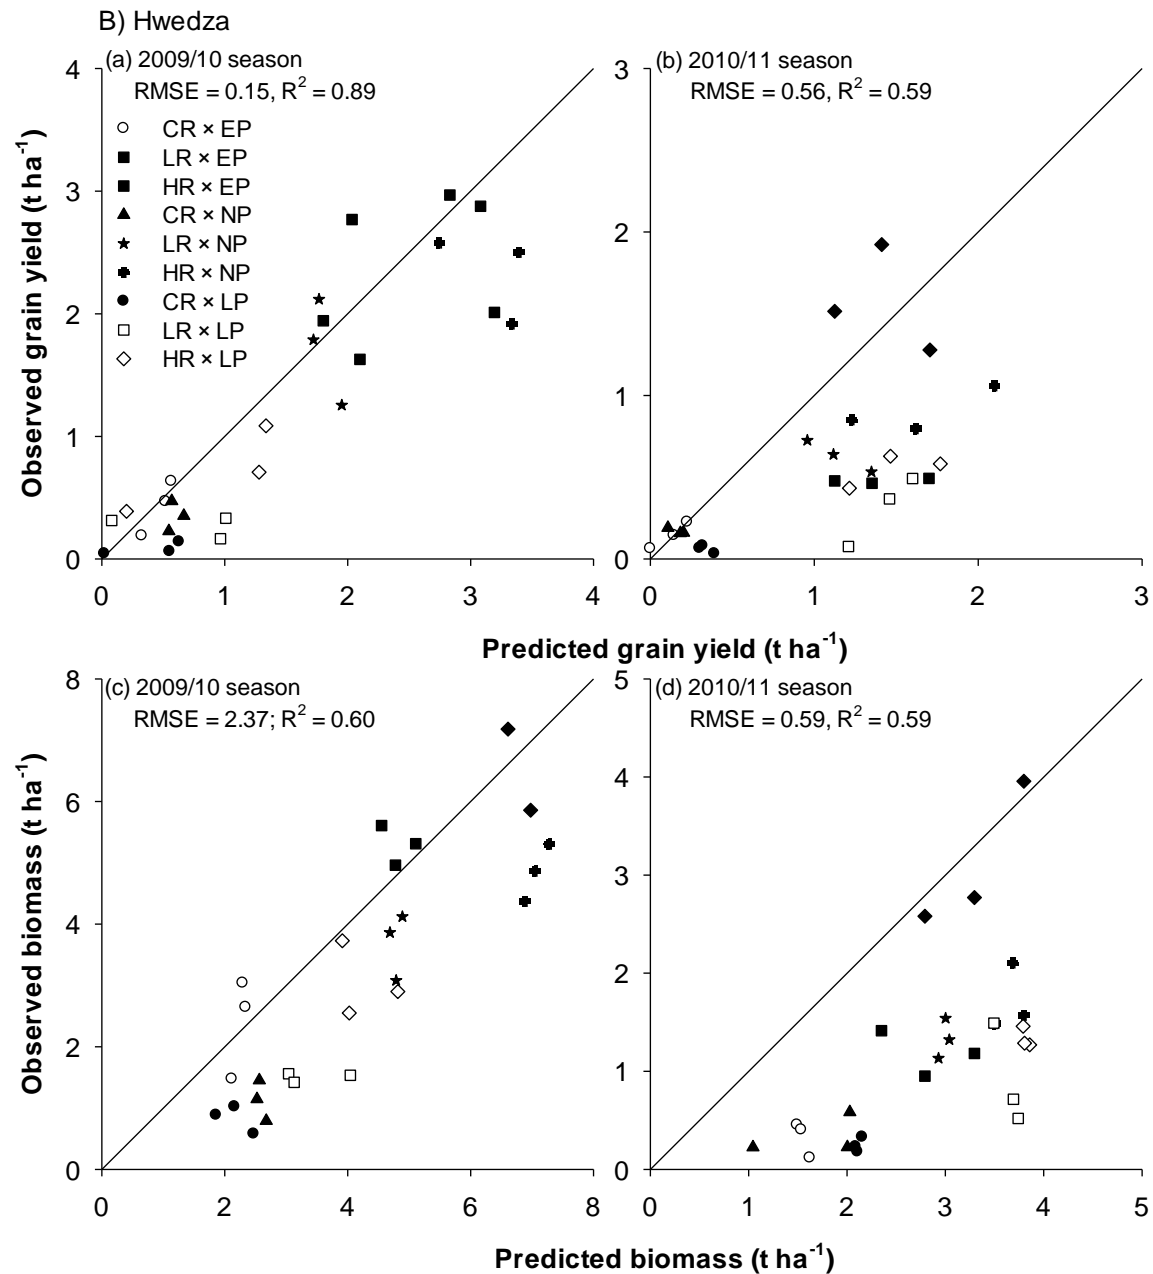 B) Hwedza
(a) 2009/10 season
RMSE = 0.15, R² = 0.89
CR × EP
LR × EP
HR × EP
CR × NP
LR × NP
HR × NP
CR × LP
LR × LP
HR × LP
4
3
2
1
0
0 1 2 3 4
Observed grain yield (t ha⁻¹)
(b) 2010/11 season
RMSE = 0.56, R² = 0.59
3
2
1
0
0 1 2 3
Predicted grain yield (t ha⁻¹)
(c) 2009/10 season
RMSE = 2.37; R² = 0.60
8
6
4
2
0
0 2 4 6 8
Observed biomass (t ha⁻¹)
(d) 2010/11 season
RMSE = 0.59, R² = 0.59
5
4
3
2
1
0
0 1 2 3 4 5
Predicted biomass (t ha⁻¹)